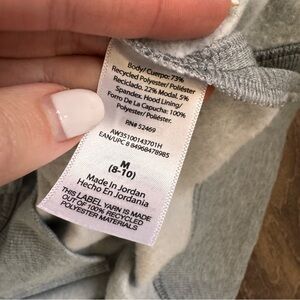 Body/ Cuerpo: 73%
Recycled Polyester/ Poliéster
Reciclado, 22% Modal, 5%
Spandex. Hood Lining/
Forro De La Capucha: 100%
Polyester/ Poliéster.
RN# 52469
AW35100143701H
EAN/UPC 8 84968478985
M
(8-10)
Made In Jordan
Hecho En Jordania
THIS LABEL YARN IS MADE
OUT OF 100% RECYCLED
POLYESTER MATERIALS